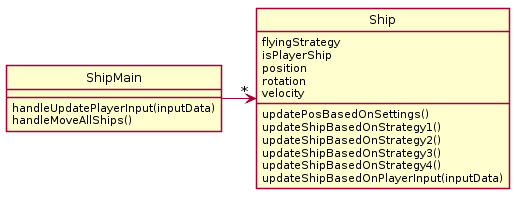 ShipMain
handleUpdatePlayerInput(inputData)
handleMoveAllShips()
*
Ship
flyingStrategy
isPlayerShip
position
rotation
velocity
updatePosBasedOnSettings()
updateShipBasedOnStrategy1()
updateShipBasedOnStrategy2()
updateShipBasedOnStrategy3()
updateShipBasedOnStrategy4()
updateShipBasedOnPlayerInput(inputData)